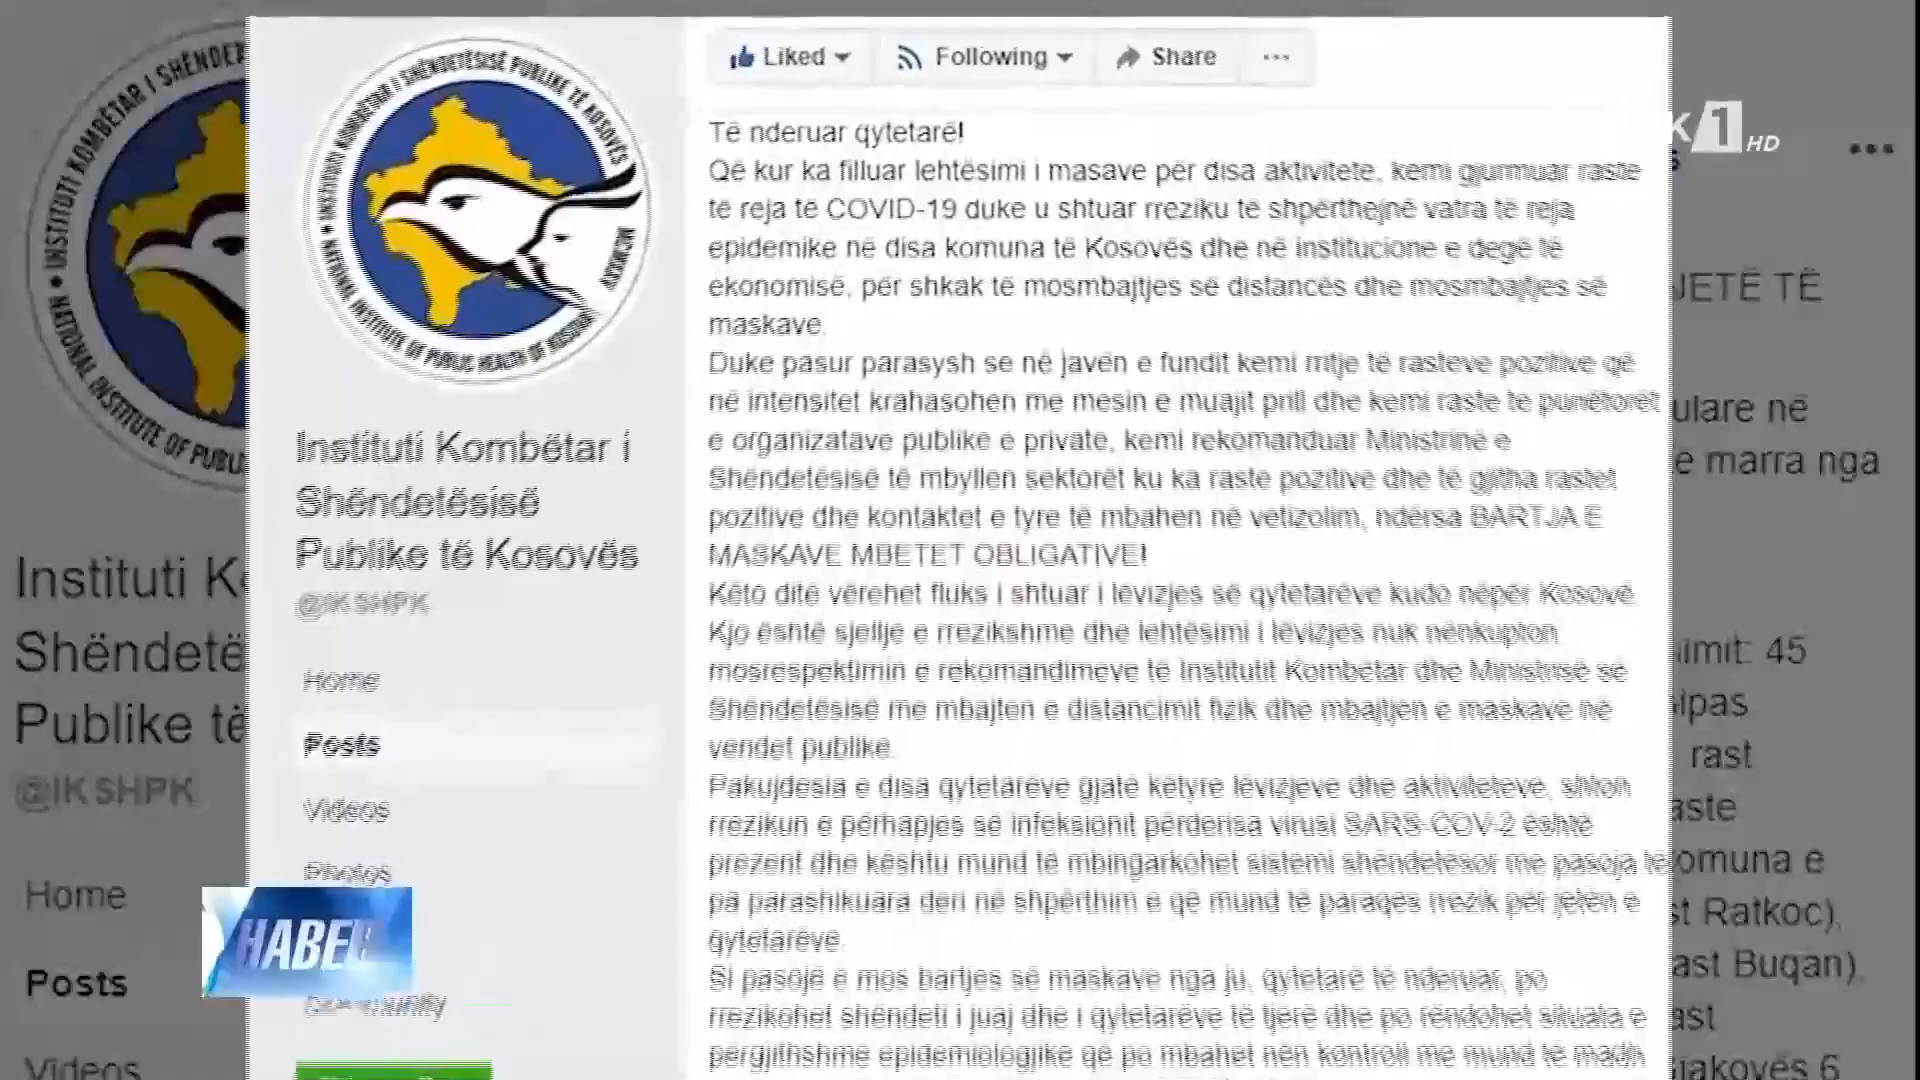 Liked
Following
Share
K1 HD
INSTITUTI KOMBËTAR I SHËNDETËSISË PUBLIKE TË KOSOVËS
NATIONAL INSTITUTE OF PUBLIC HEALTH OF KOSOVA
Instituti Kombëtar i
Shëndetësisë
Publike të Kosovës
@IKSHPK
Home
Posts
Videos
Photos
Community
Të nderuar qytetarë!
Që kur ka filluar lehtësimi i masave për disa aktivitete, kemi gjurmuar raste
të reja të COVID-19 duke u shtuar rreziku të shpërthejnë vatra të reja
epidemike në disa komuna të Kosovës dhe në institucione e degë të
ekonomisë, për shkak të mosmbajtjes së distancës dhe mosmbajtjes së
maskave.
Duke pasur parasysh se në javën e fundit kemi rritje të rasteve pozitive që
në intensitet krahasohen me mesin e muajit prill dhe kemi raste te punëtorët
e organizatave publike e private, kemi rekomanduar Ministrinë e
Shëndetësisë të mbyllen sektorët ku ka raste pozitive dhe të gjitha rastet
pozitive dhe kontaktet e tyre të mbahen në vetizolim, ndërsa BARTJA E
MASKAVE MBETET OBLIGATIVE!
Këto ditë vërehet fluks i shtuar i lëvizjes së qytetarëve kudo nëpër Kosovë.
Kjo është sjellje e rrezikshme dhe lehtësimi i lëvizjes nuk nënkupton
mosrespektimin e rekomandimeve të Institutit Kombëtar dhe Ministrisë së
Shëndetësisë me mbajten e distancimit fizik dhe mbajtjen e maskave në
vendet publike.
Pakujdesia e disa qytetarëve gjatë këtyre lëvizjeve dhe aktiviteteve, shton
rrezikun e përhapjes së infeksionit përderisa virusi SARS-COV-2 është
prezent dhe kështu mund të mbingarkohet sistemi shëndetësor me pasoja të
pa parashikuara deri në shpërthim e që mund të paraqes rrezik për jetën e
qytetarëve.
Si pasojë e mos bartjes së maskave nga ju, qytetarë të nderuar, po
rrezikohet shëndeti i juaj dhe i qytetarëve të tjerë dhe po rëndohet situata e
përgjithshme epidemiologjike që po mbahet nën kontroll me mund të madh
HABER
INSTITUTI KOMBËTAR I SHËNDE
NATIONAL INSTITUTE OF PUBL
Instituti K
Shëndetë
Publike të
@IKSHPK
Home
Posts
Videos
JETË TË
ulare në
e marra nga
imit: 45
lpas
rast
aste
omuna e
st Ratkoc),
ast Buqan),
ast
jakovës 6